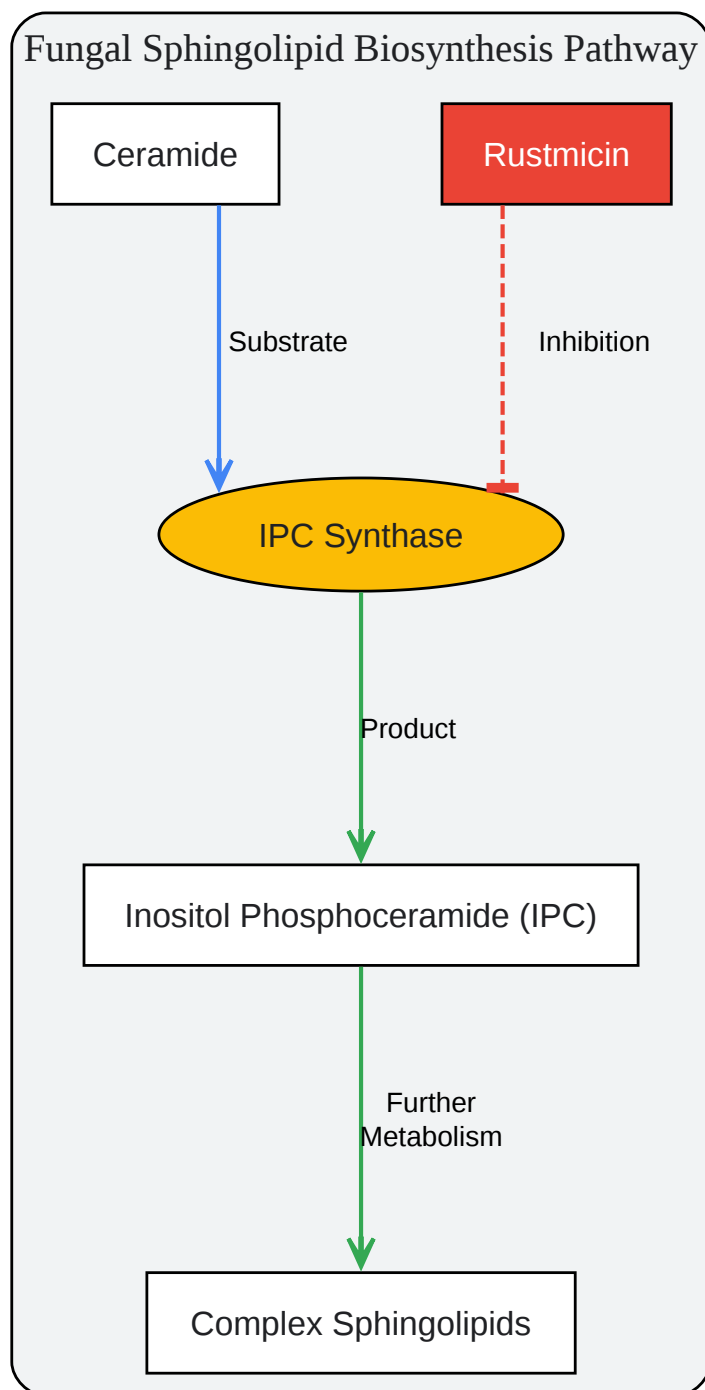 Fungal Sphingolipid Biosynthesis Pathway
Ceramide
Rustmicin
Substrate
Inhibition
IPC Synthase
Product
Inositol Phosphoceramide (IPC)
Further
Metabolism
Complex Sphingolipids